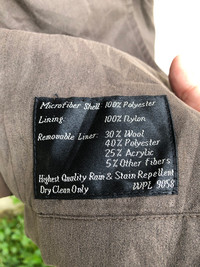 Microfiber Shell 100% Polyester
Lining: 100% Nylon
Removable Liner: 30% Wool
40% Polyester
25% Acrylic
5% Other fibers
Highest Quality Rain & Stain Repellent
Dry Clean Only WPL 9058